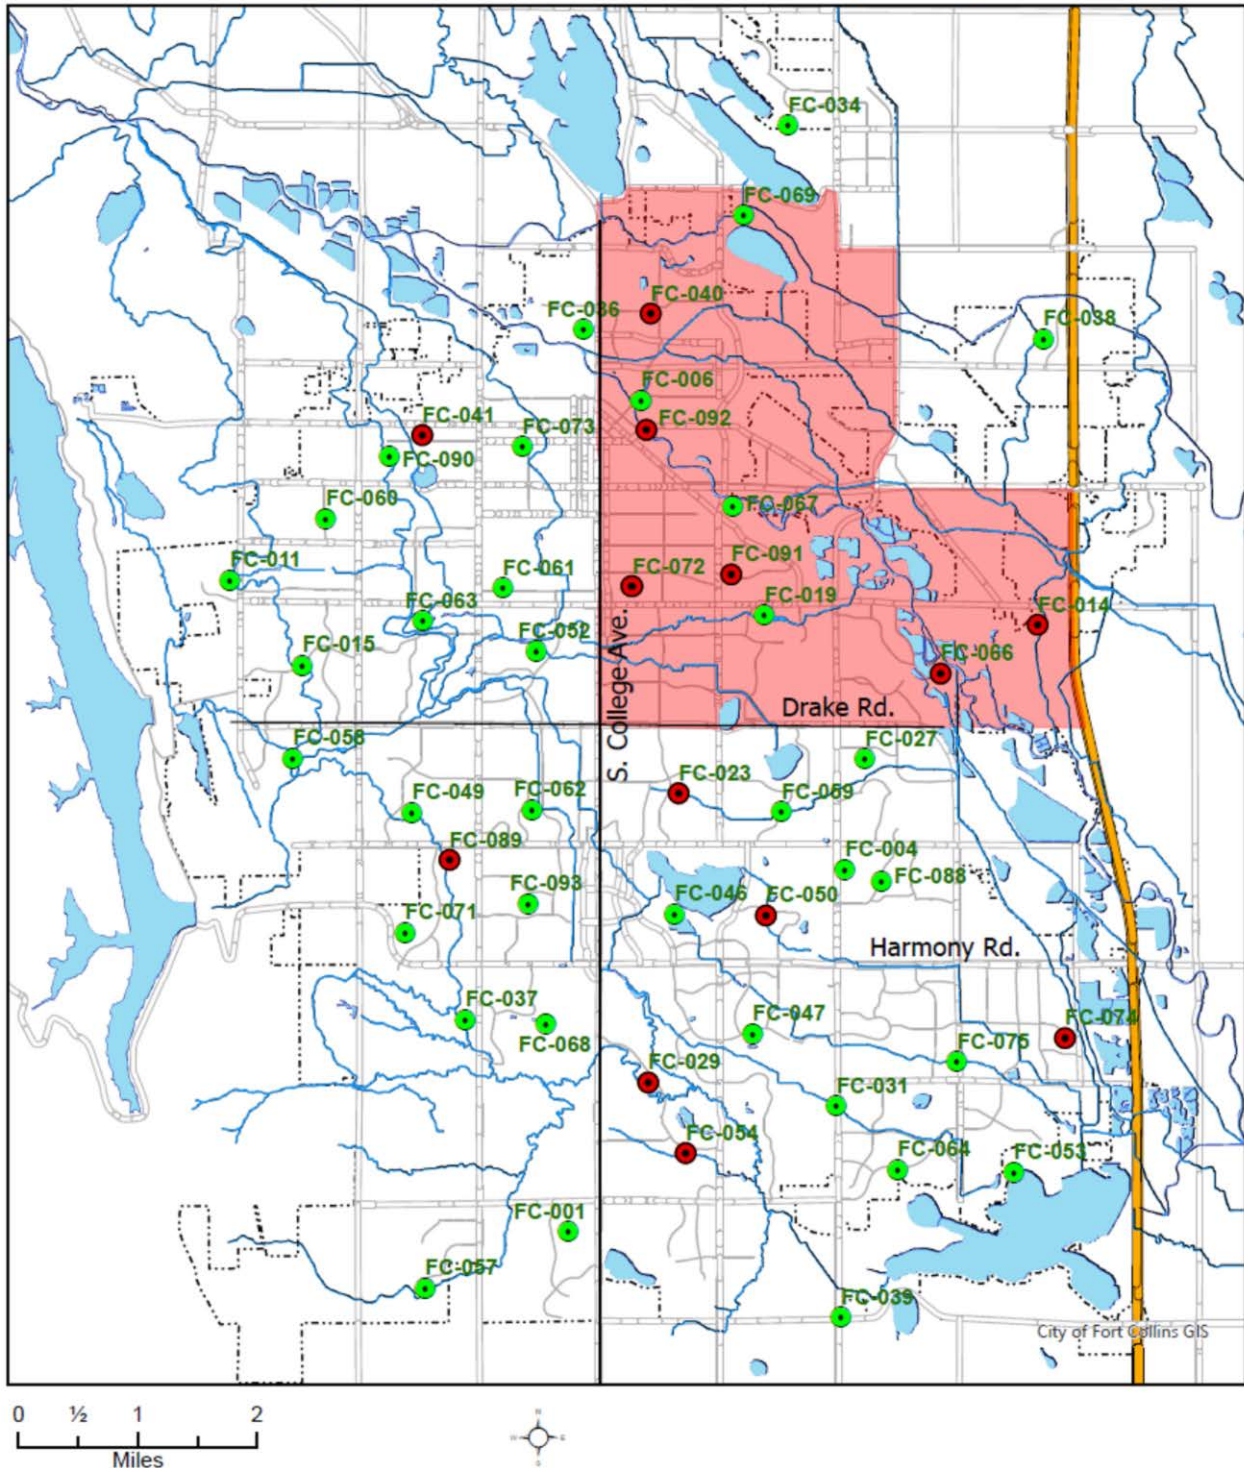 FC-034
FC-069
FC-040
FC-036
FC-038
FC-006
FC-092
FC-041
FC-073
FC-090
FC-060
FC-067
FC-011
FC-061
FC-072
FC-091
FC-063
FC-019
FC-014
FC-052
FC-015
FC-066
S. College Ave.
Drake Rd.
FC-058
FC-027
FC-023
FC-049
FC-062
FC-059
FC-089
FC-004
FC-088
FC-093
FC-046
FC-050
FC-071
Harmony Rd.
FC-037
FC-068
FC-047
FC-074
FC-075
FC-029
FC-031
FC-054
FC-064
FC-053
FC-001
FC-057
FC-039
City of Fort Collins GIS
0 ½ 1 2
Miles
N
W E
S